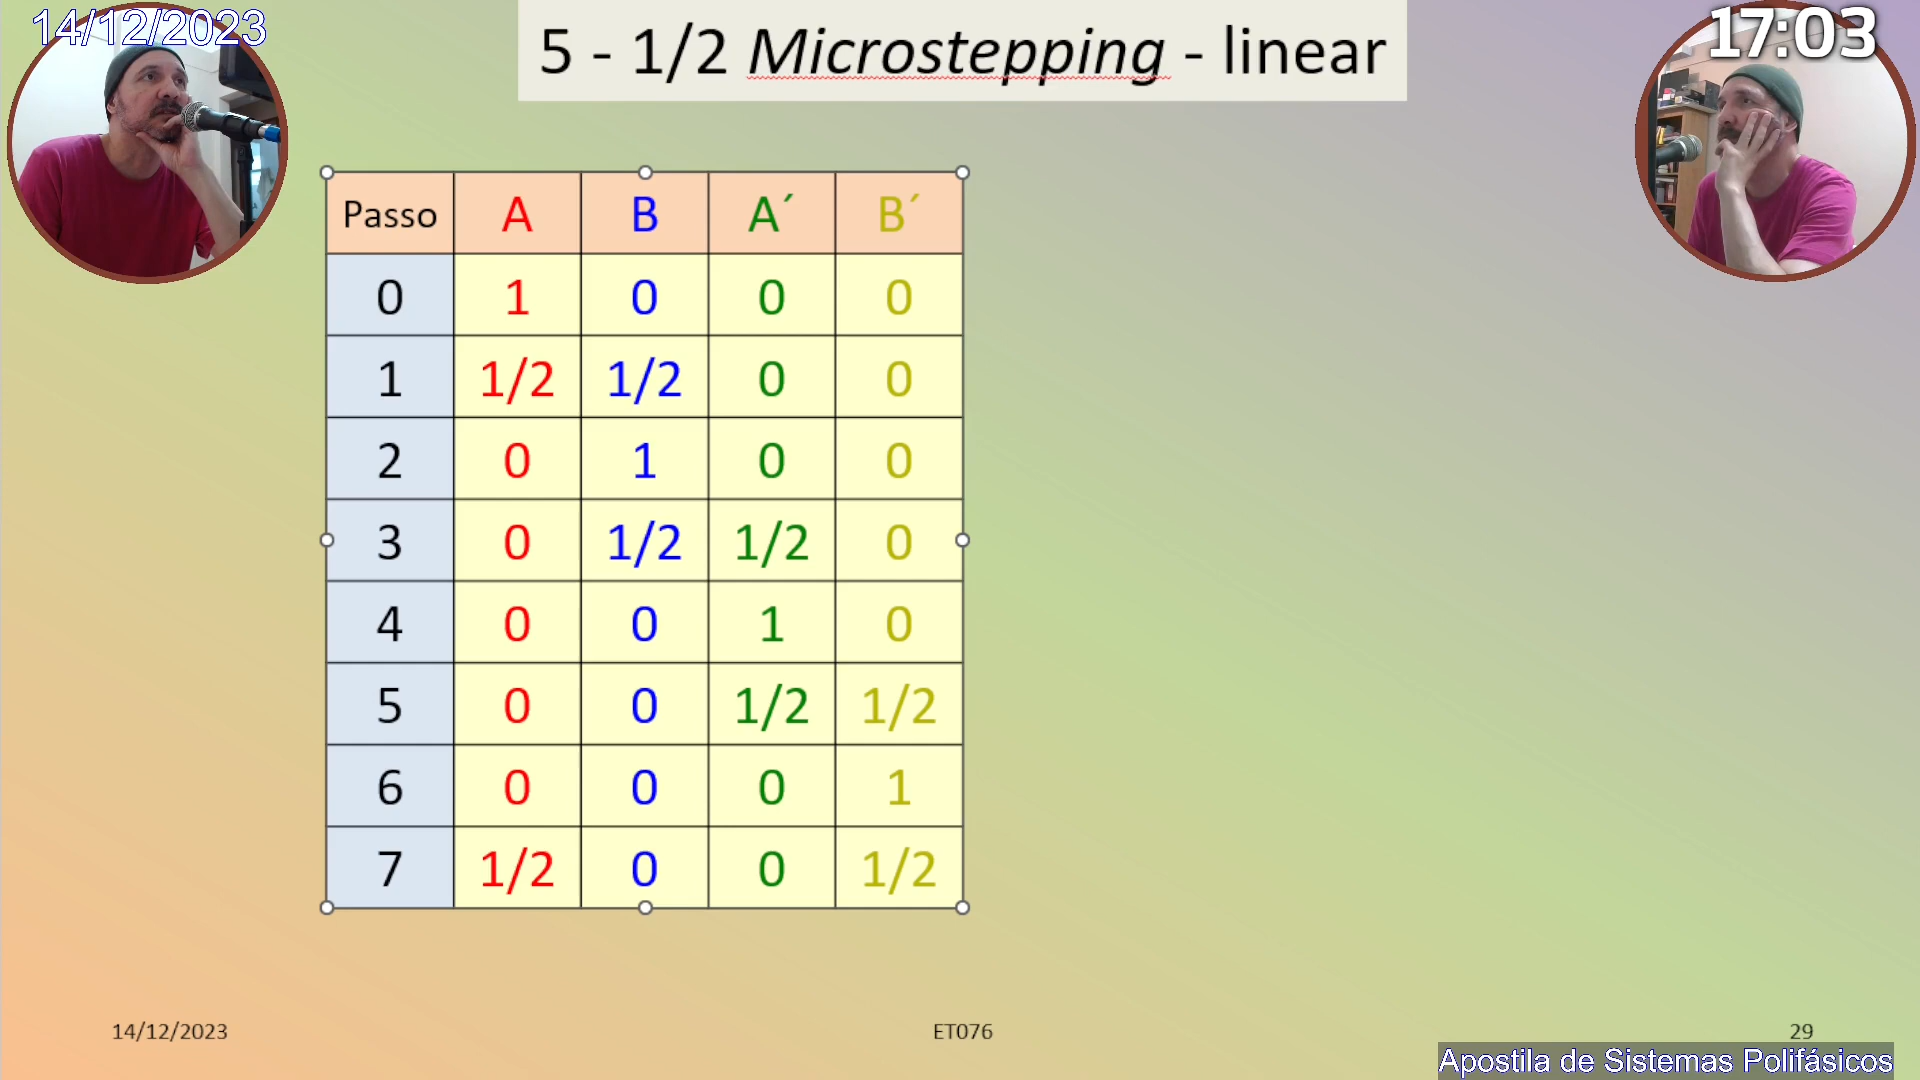 14/12/2023
17:03
5 - 1/2 Microstepping - linear
Passo A B A´ B´
0 1 0 0 0
1 1/2 1/2 0 0
2 0 1 0 0
3 0 1/2 1/2 0
4 0 0 1 0
5 0 0 1/2 1/2
6 0 0 0 1
7 1/2 0 0 1/2
14/12/2023 ET076 29
Apostila de Sistemas Polifásicos